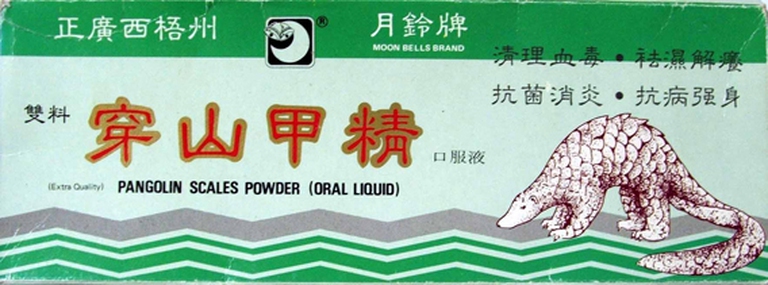 正廣西梧州
®
月鈴牌
MOON BELLS BRAND
清理血毒•祛濕解癢
抗菌消炎•抗病强身
雙料
穿山甲精
口服液
(Extra Quality) PANGOLIN SCALES POWDER (ORAL LIQUID)